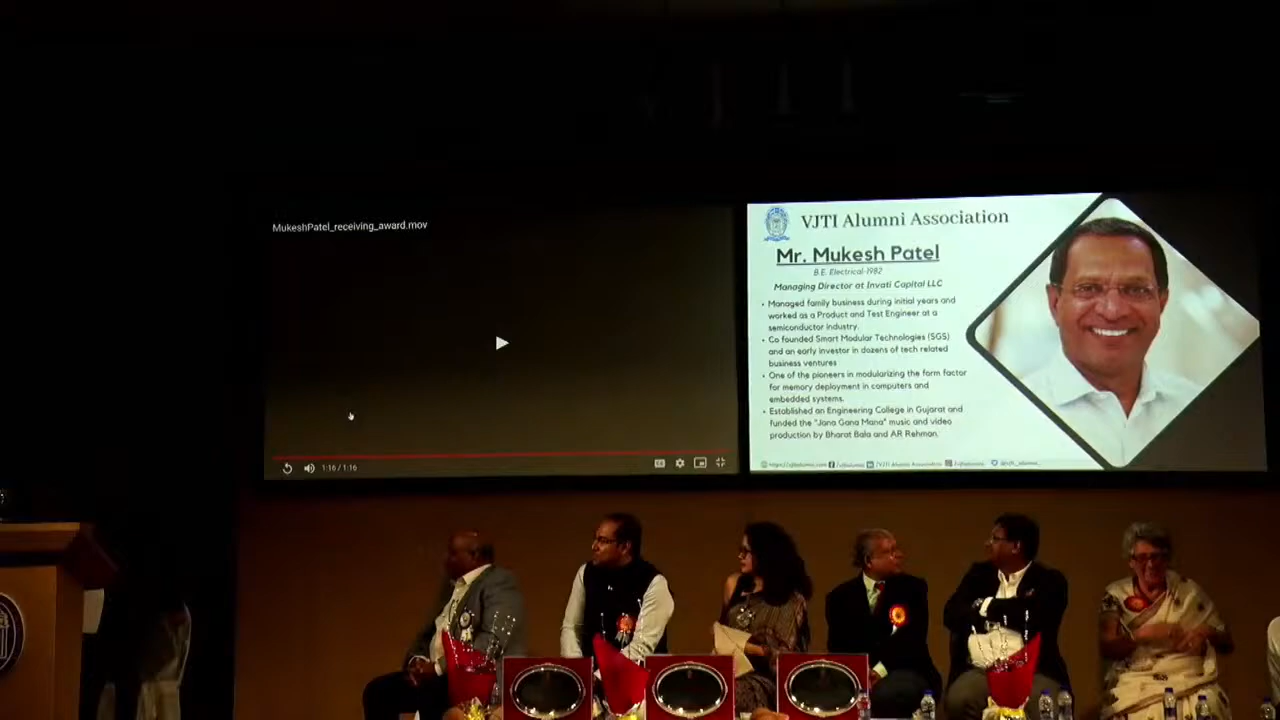 MukeshPatel_receiving_award.mov
1:16 / 1:16
VJTI Alumni Association
Mr. Mukesh Patel
B.E. Electrical-1982
Managing Director at Invati Capital LLC
• Managed family business during initial years and
worked as a Product and Test Engineer at a
semiconductor industry.
• Co founded Smart Modular Technologies (SGS)
and an early investor in dozens of tech related
business ventures
• One of the pioneers in modularizing the form factor
for memory deployment in computers and
embedded systems.
• Established an Engineering College in Gujarat and
funded the "Jana Gana Mana" music and video
production by Bharat Bala and AR Rehman.